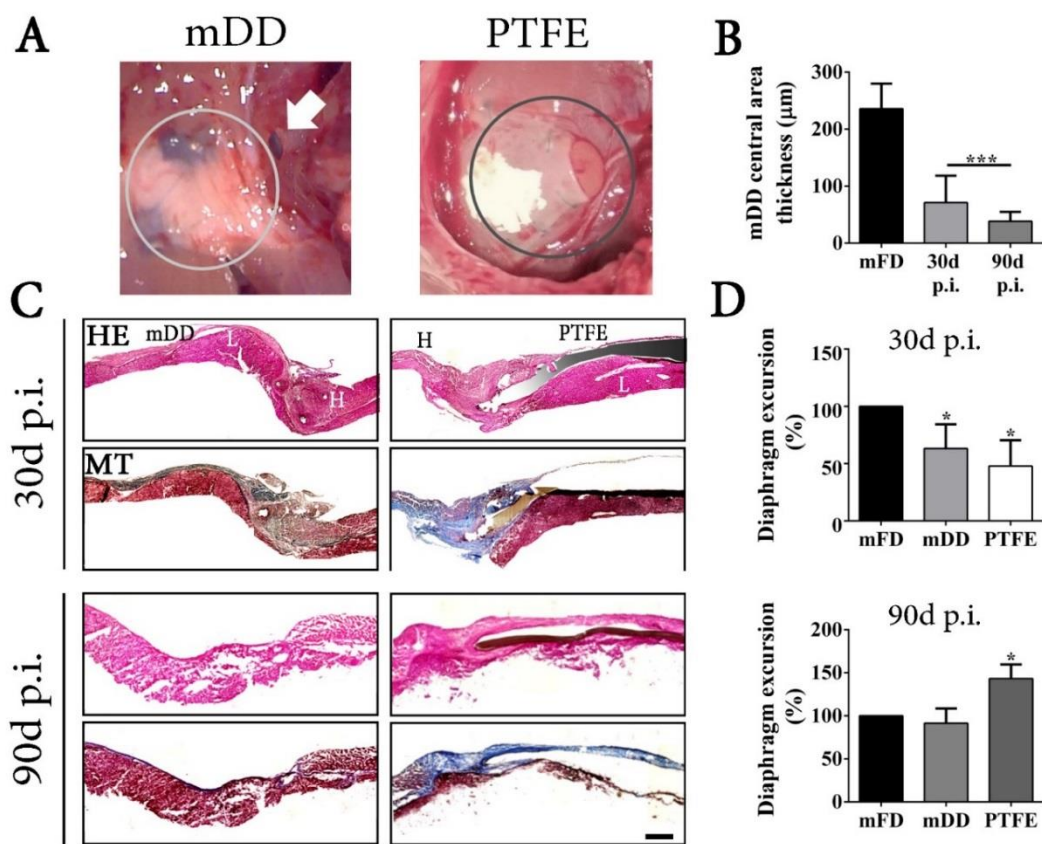 A
mDD
PTFE
B
mDD central area
thickness (µm)
300
200
100
0
***
mFD
30d
p.i.
90d
p.i.
C
30d p.i.
HE
mDD
L
H
H
PTFE
L
MT
90d p.i.
D
30d p.i.
Diaphragm excursion
(%)
150
100
50
0
*
*
mFD
mDD
PTFE
90d p.i.
Diaphragm excursion
(%)
200
150
100
50
0
*
mFD
mDD
PTFE